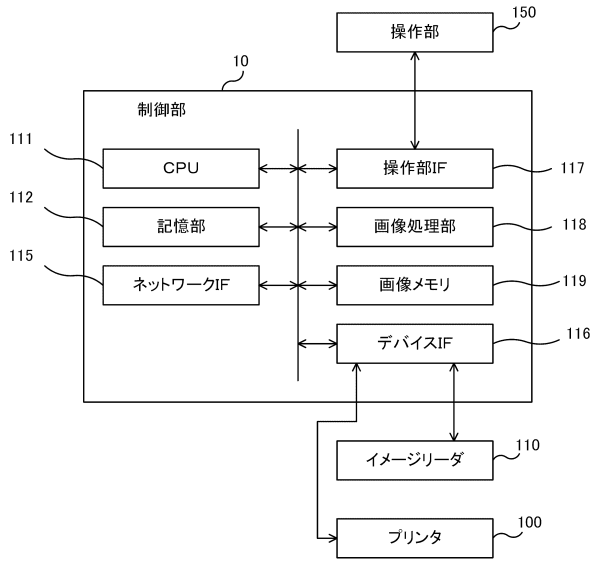 操作部
150
10
制御部
111
CPU
操作部IF
117
112
記憶部
画像処理部
118
115
ネットワークIF
画像メモリ
119
デバイスIF
116
イメージリーダ
110
プリンタ
100